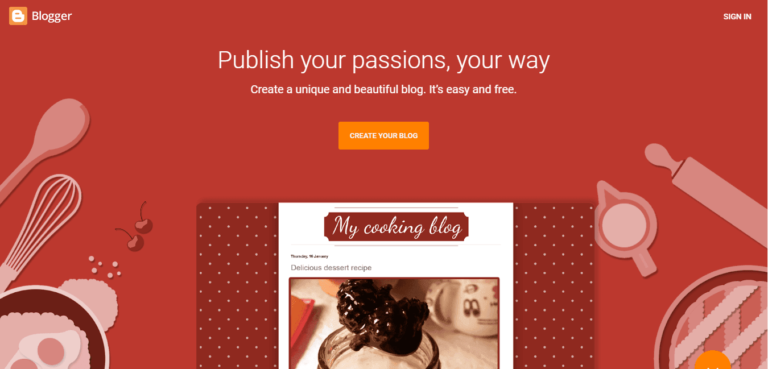 Blogger
SIGN IN
Publish your passions, your way
Create a unique and beautiful blog. It's easy and free.
CREATE YOUR BLOG
My cooking blog
Thursday, 16 January
Delicious dessert recipe